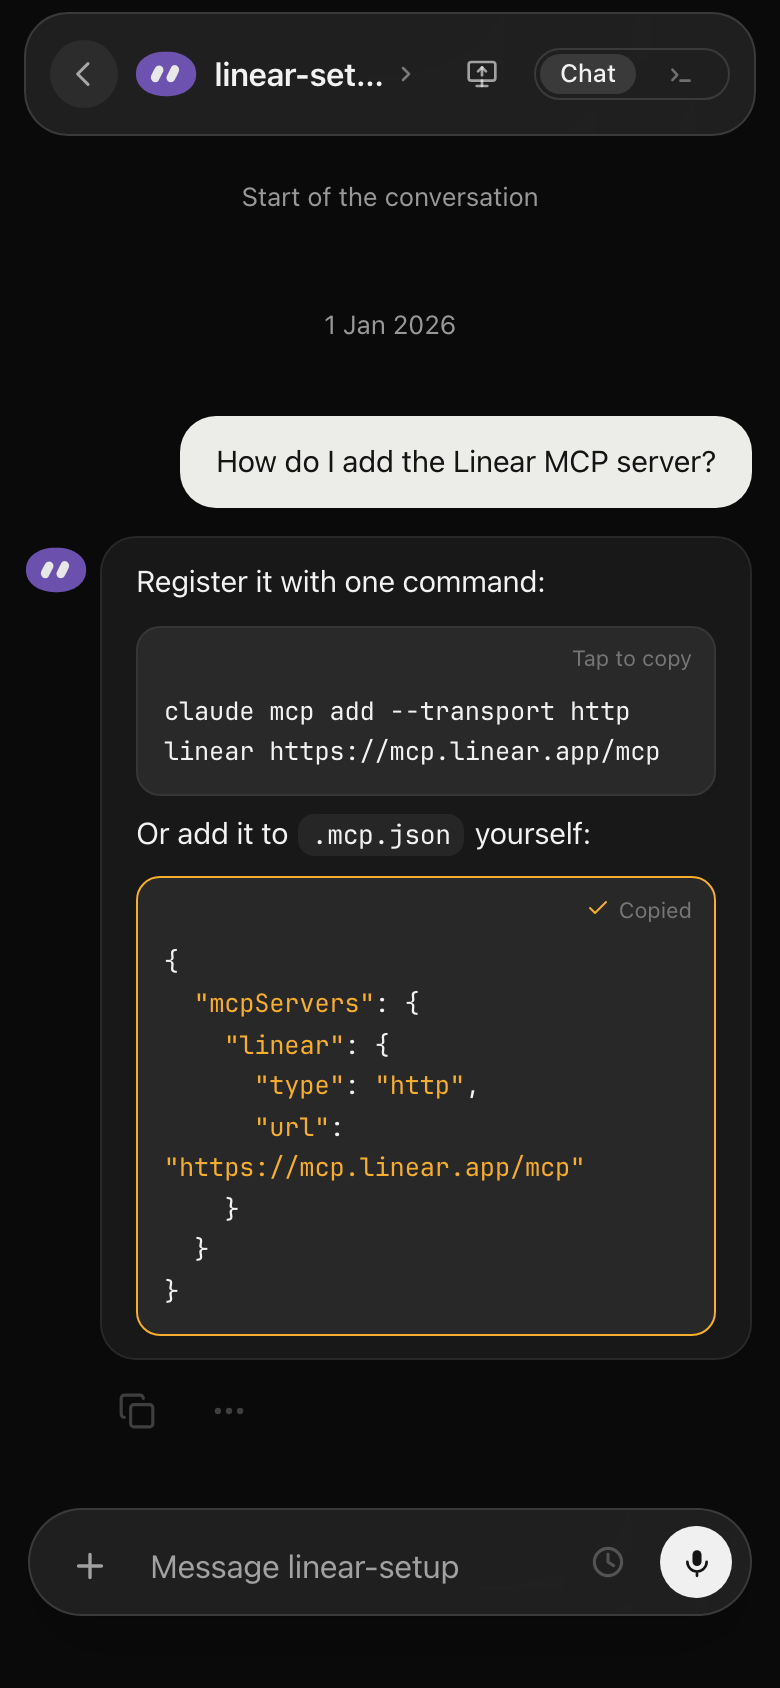 linear-set...
Chat
Start of the conversation
1 Jan 2026
How do I add the Linear MCP server?
Register it with one command:
Tap to copy
claude mcp add --transport http
linear https://mcp.linear.app/mcp
Or add it to .mcp.json yourself:
Copied
{
  "mcpServers": {
    "linear": {
      "type": "http",
      "url":
"https://mcp.linear.app/mcp"
    }
  }
}
Message linear-setup